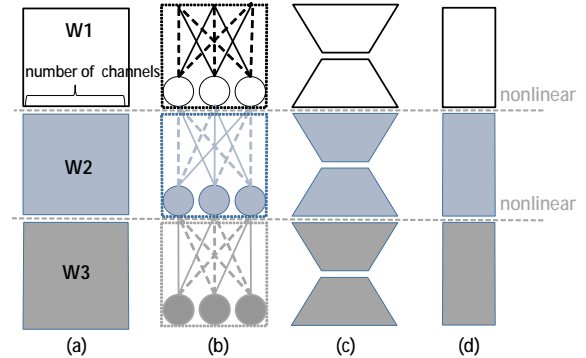 W1
number of channels
nonlinear
W2
nonlinear
W3
(a) (b) (c) (d)